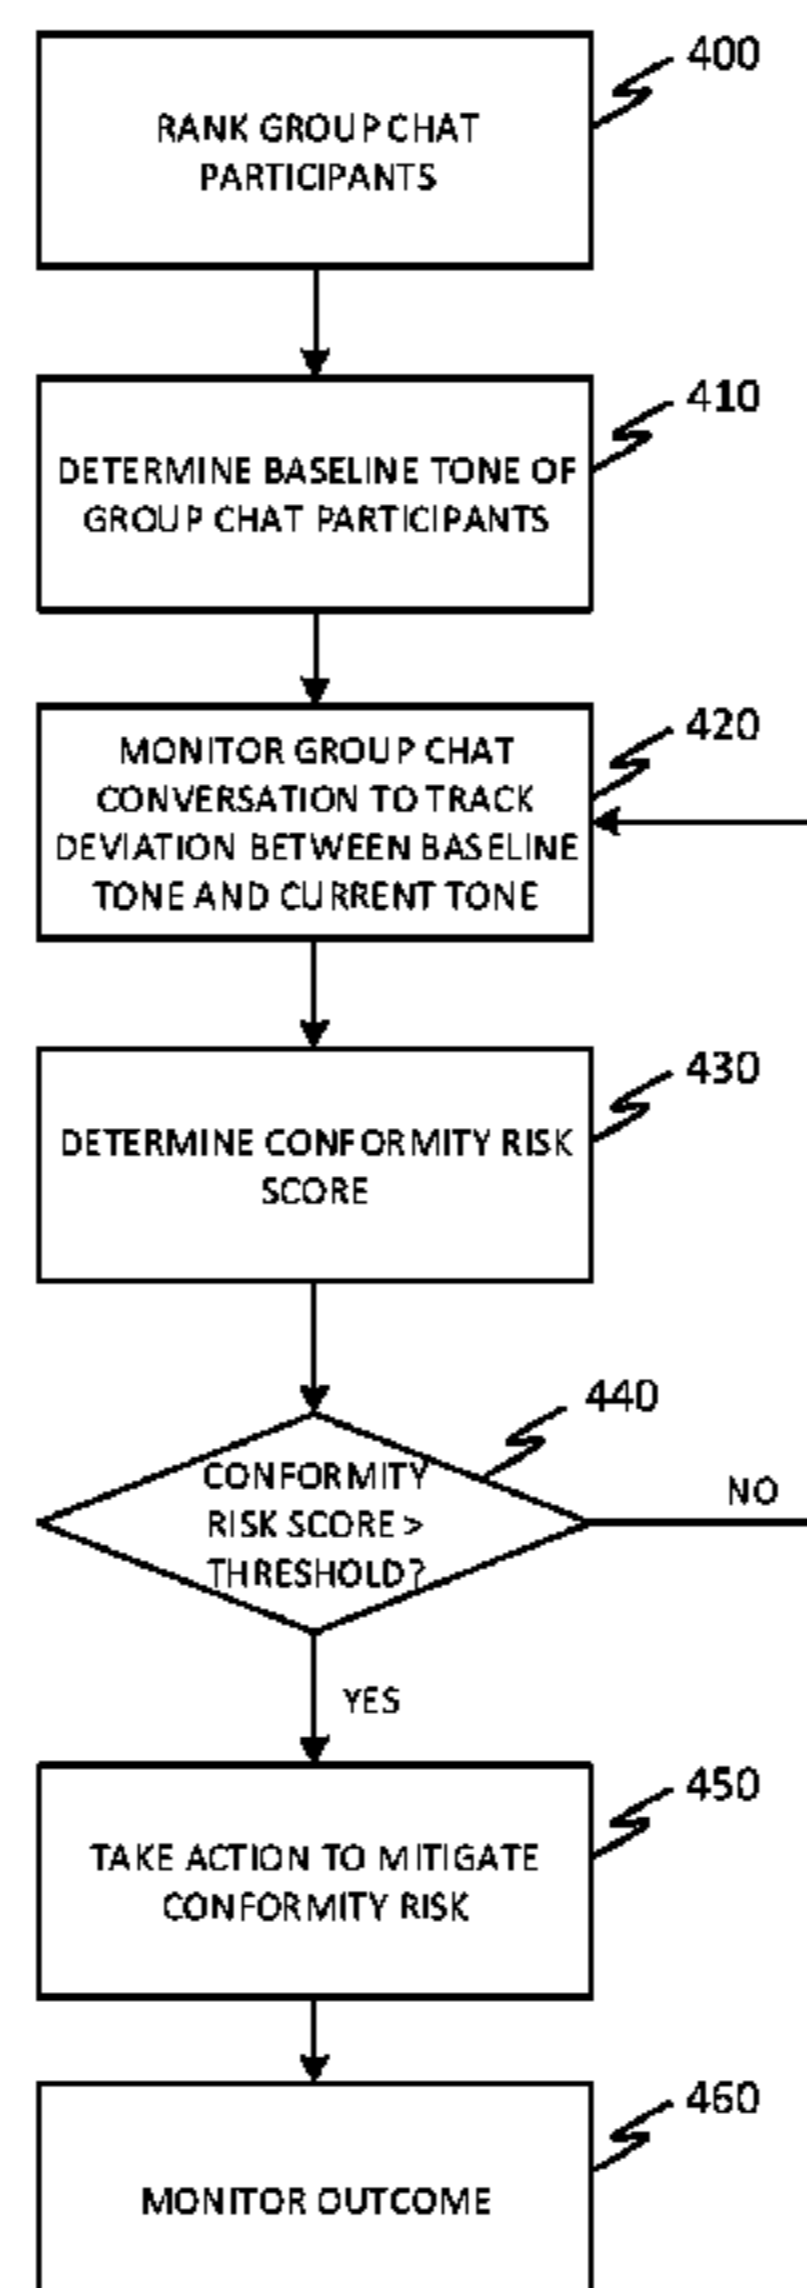 400
RANK GROUP CHAT
PARTICIPANTS
410
DETERMINE BASELINE TONE OF
GROUP CHAT PARTICIPANTS
420
MONITOR GROUP CHAT
CONVERSATION TO TRACK
DEVIATION BETWEEN BASELINE
TONE AND CURRENT TONE
430
DETERMINE CONFORMITY RISK
SCORE
440
CONFORMITY
RISK SCORE >
THRESHOLD?
NO
YES
450
TAKE ACTION TO MITIGATE
CONFORMITY RISK
460
MONITOR OUTCOME